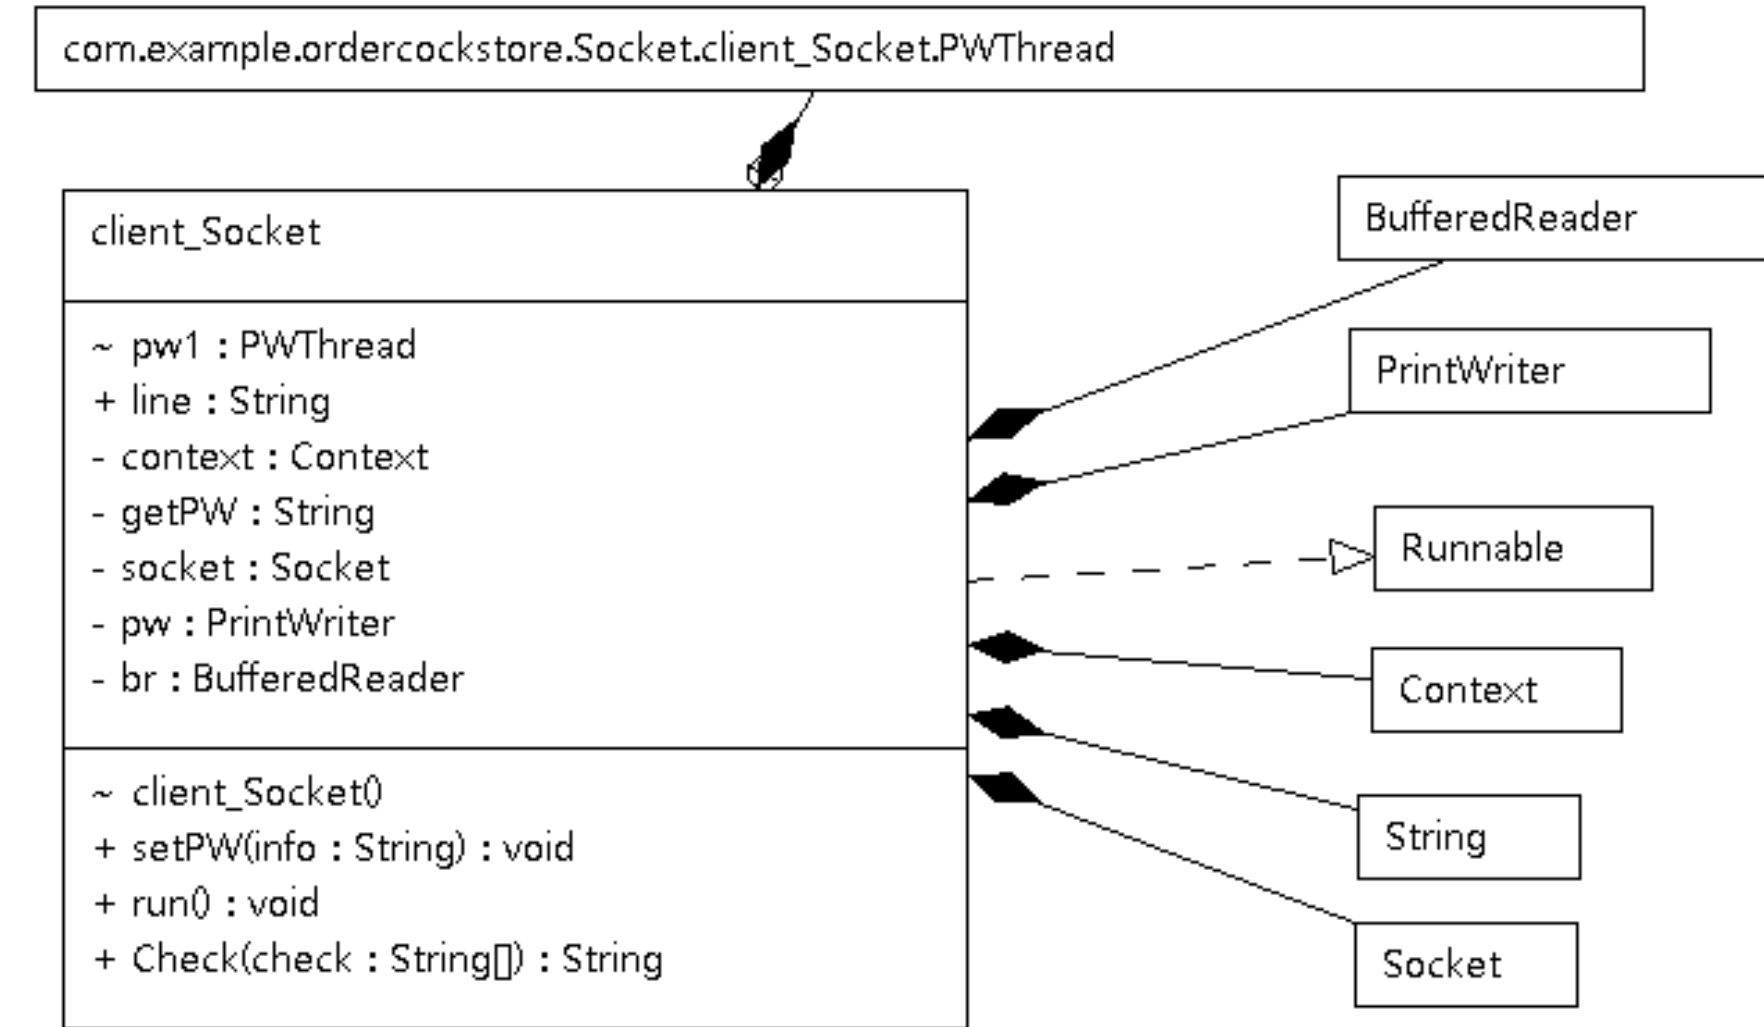 com.example.ordercockstore.Socket.client_Socket.PWThread
client_Socket
~ pw1 : PWThread
+ line : String
- context : Context
- getPW : String
- socket : Socket
- pw : PrintWriter
- br : BufferedReader
~ client_Socket()
+ setPW(info : String) : void
+ run() : void
+ Check(check : String[]) : String
BufferedReader
PrintWriter
Runnable
Context
String
Socket